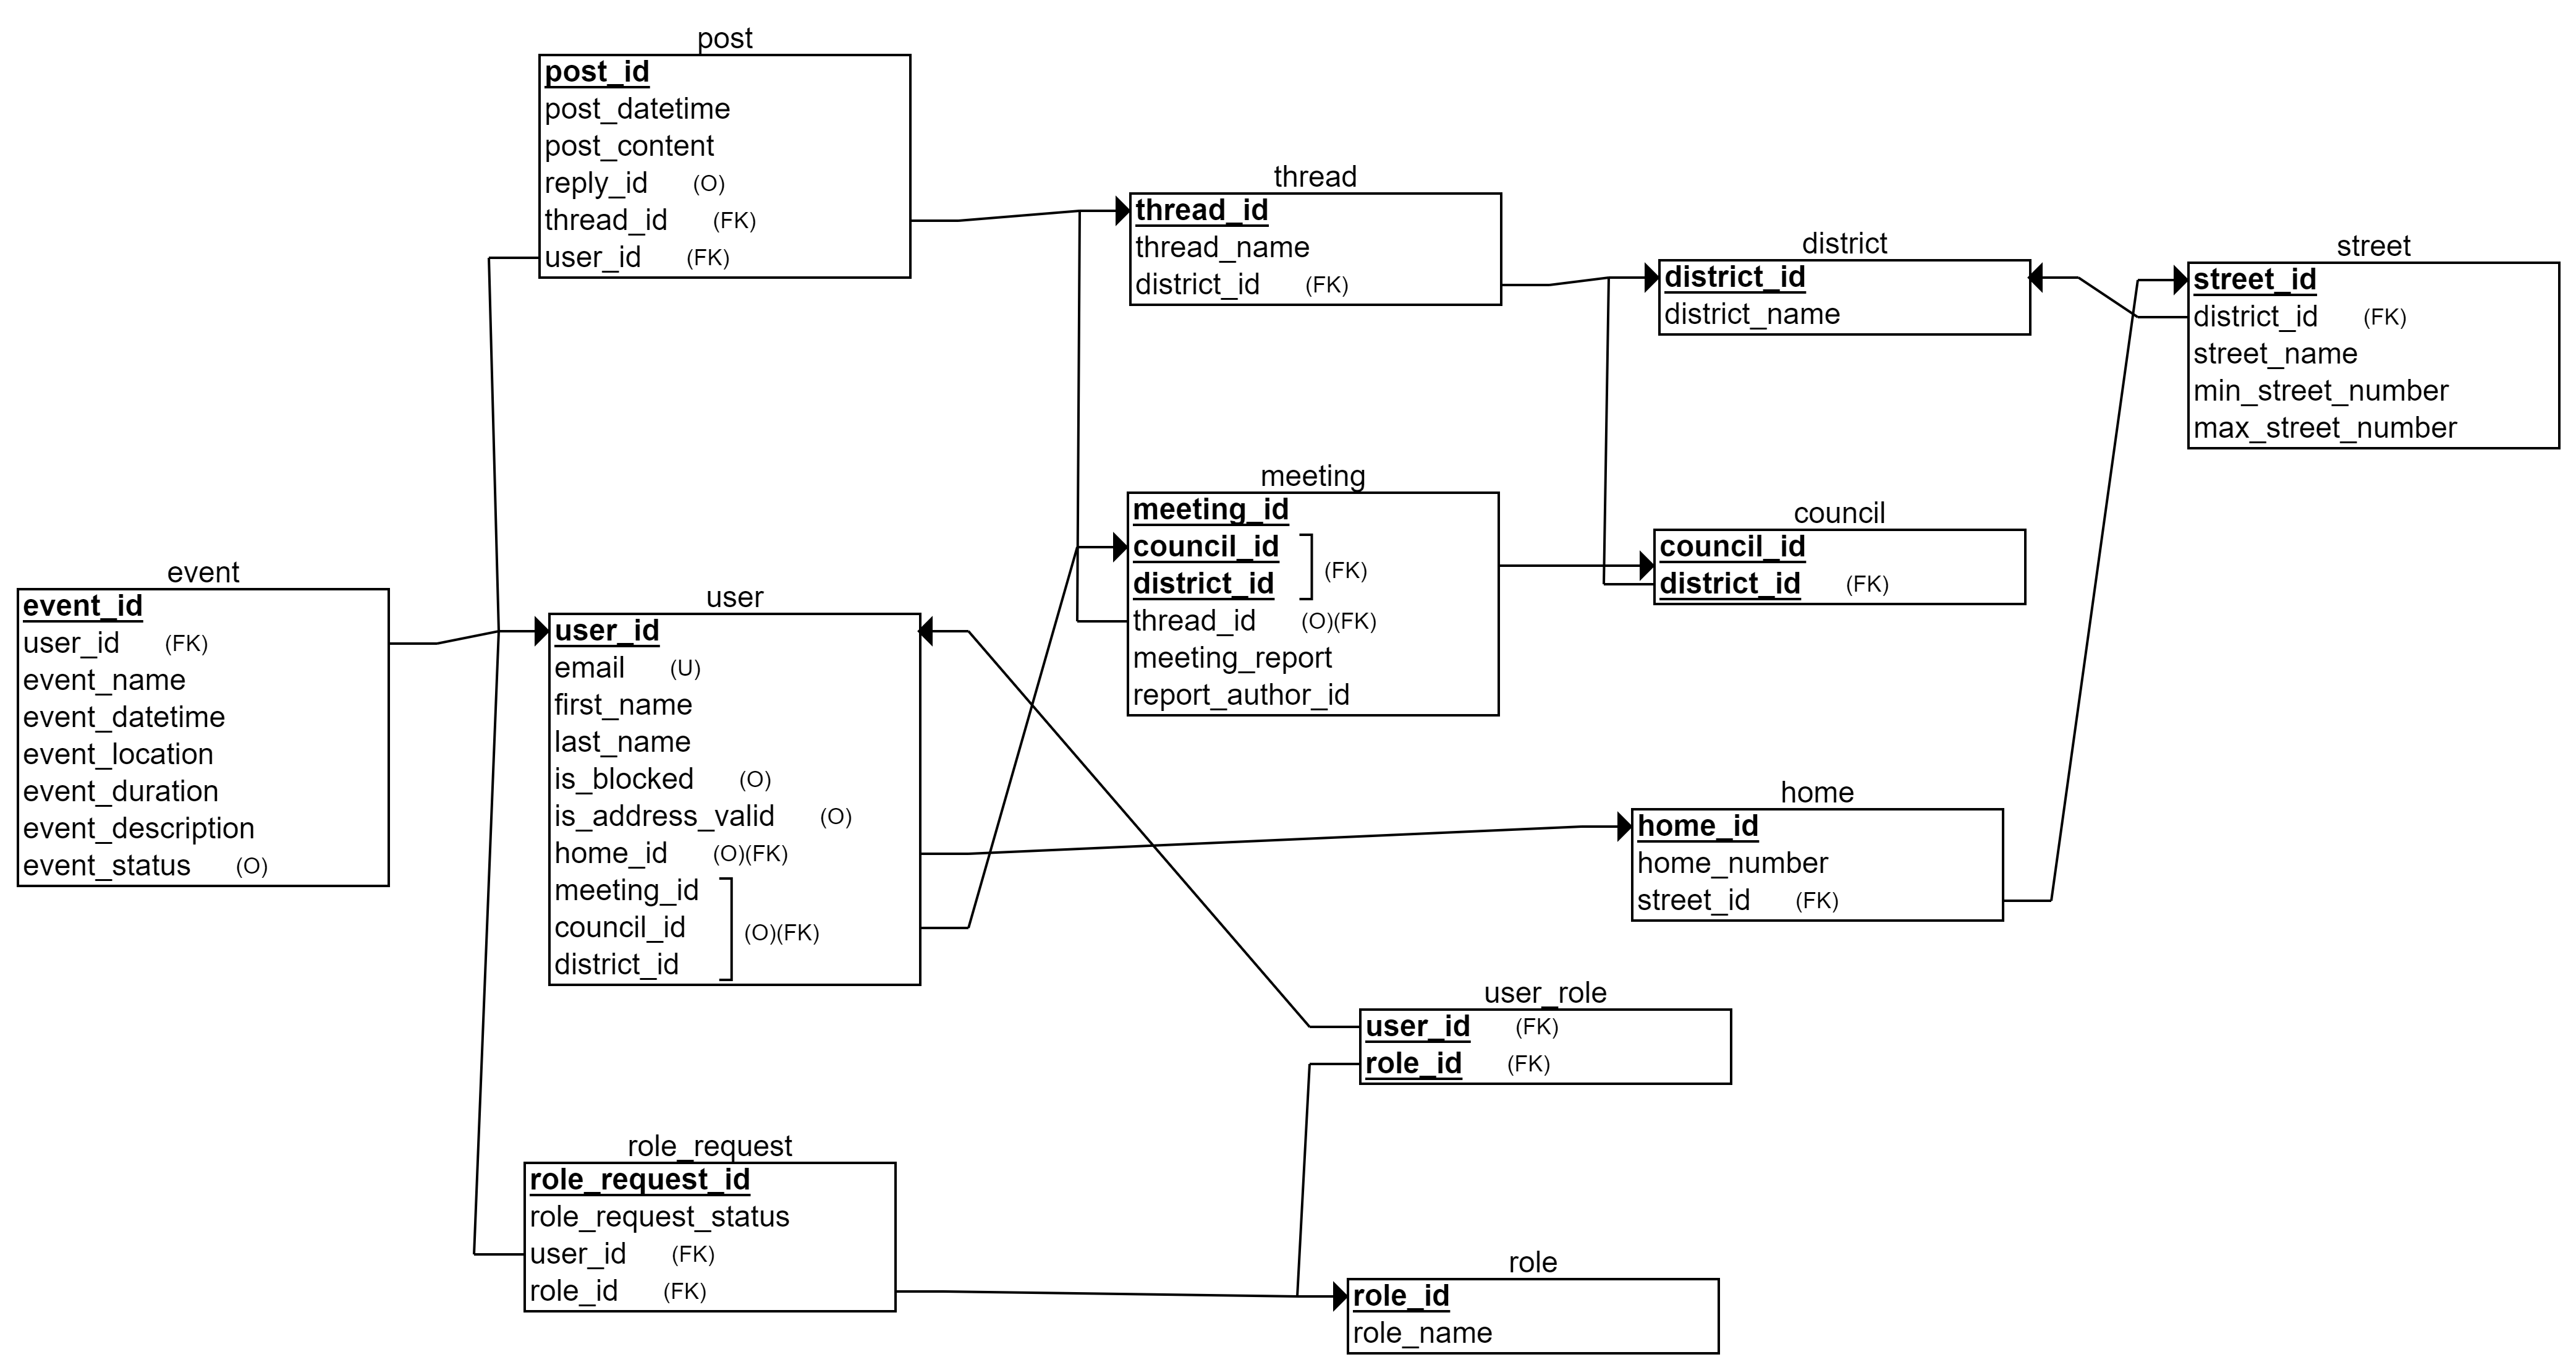 post
post_id
post_datetime
post_content
reply_id (O)
thread_id (FK)
user_id (FK)
thread
thread_id
thread_name
district_id (FK)
district
district_id
district_name
street
street_id
district_id (FK)
street_name
min_street_number
max_street_number
meeting
meeting_id
council_id
district_id
(FK)
thread_id (O)(FK)
meeting_report
report_author_id
council
council_id
district_id (FK)
event
event_id
user_id (FK)
event_name
event_datetime
event_location
event_duration
event_description
event_status (O)
user
user_id
email (U)
first_name
last_name
is_blocked (O)
is_address_valid (O)
home_id (O)(FK)
meeting_id
council_id
district_id
(O)(FK)
home
home_id
home_number
street_id (FK)
user_role
user_id (FK)
role_id (FK)
role_request
role_request_id
role_request_status
user_id (FK)
role_id (FK)
role
role_id
role_name